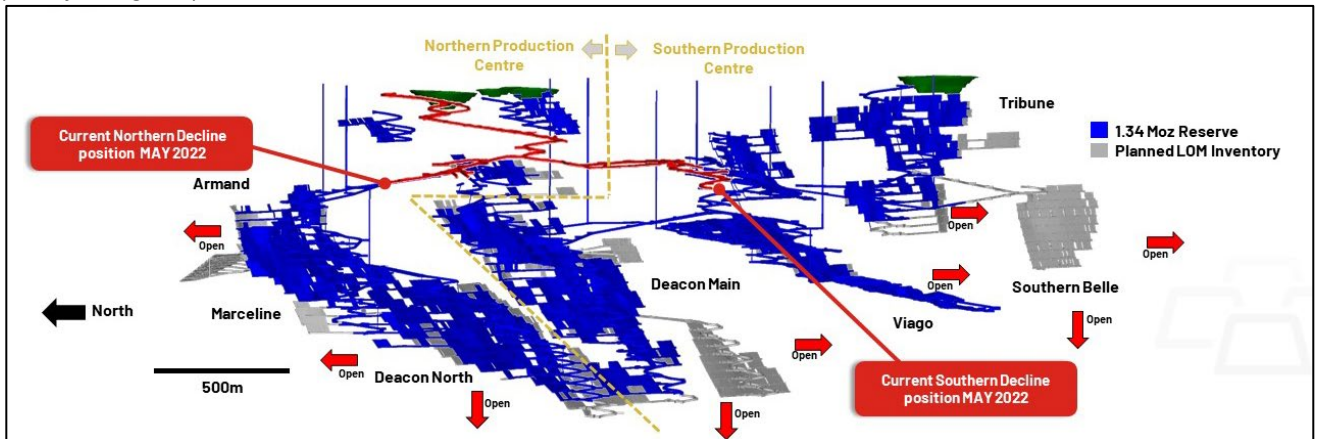 Northern Production
Centre
Southern Production
Centre
Tribune
1.34 Moz Reserve
Planned LOM Inventory
Current Northern Decline
position MAY 2022
Armand
Open
Open
Open
Open
Southern Belle
Deacon Main
North
Marceline
Viago
Open
Open
Open
Deacon North
500m
Open
Open
Current Southern Decline
position MAY 2022